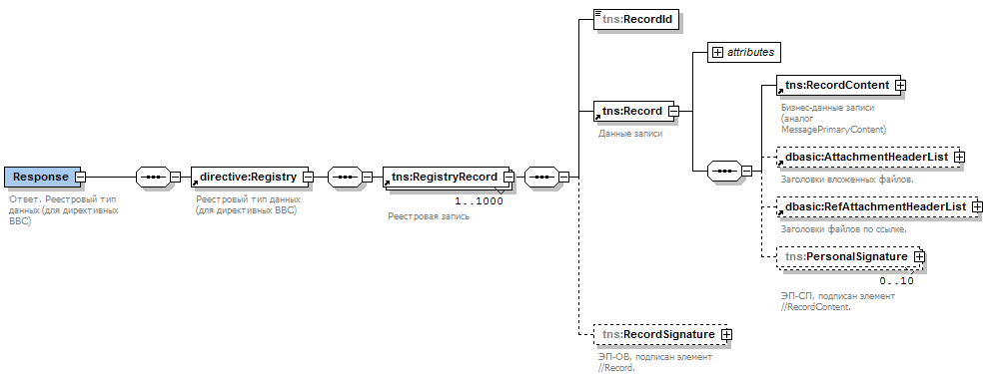 Response
Ответ. Реестровый тип
данных (для директивных
ВВС)
directive:Registry
Реестровый тип данных
(для директивных ВВС)
tns:RegistryRecord
1..1000
Реестровая запись
tns:RecordId
tns:Record
Данные записи
attributes
tns:RecordContent
Бизнес-данные записи
(аналог
MessagePrimaryContent)
dbasic:AttachmentHeaderList
Заголовки вложенных файлов.
dbasic:RefAttachmentHeaderList
Заголовки файлов по ссылке.
tns:PersonalSignature
0..10
ЭП-СП, подписан элемент
//RecordContent.
tns:RecordSignature
ЭП-ОВ, подписан элемент
//Record.